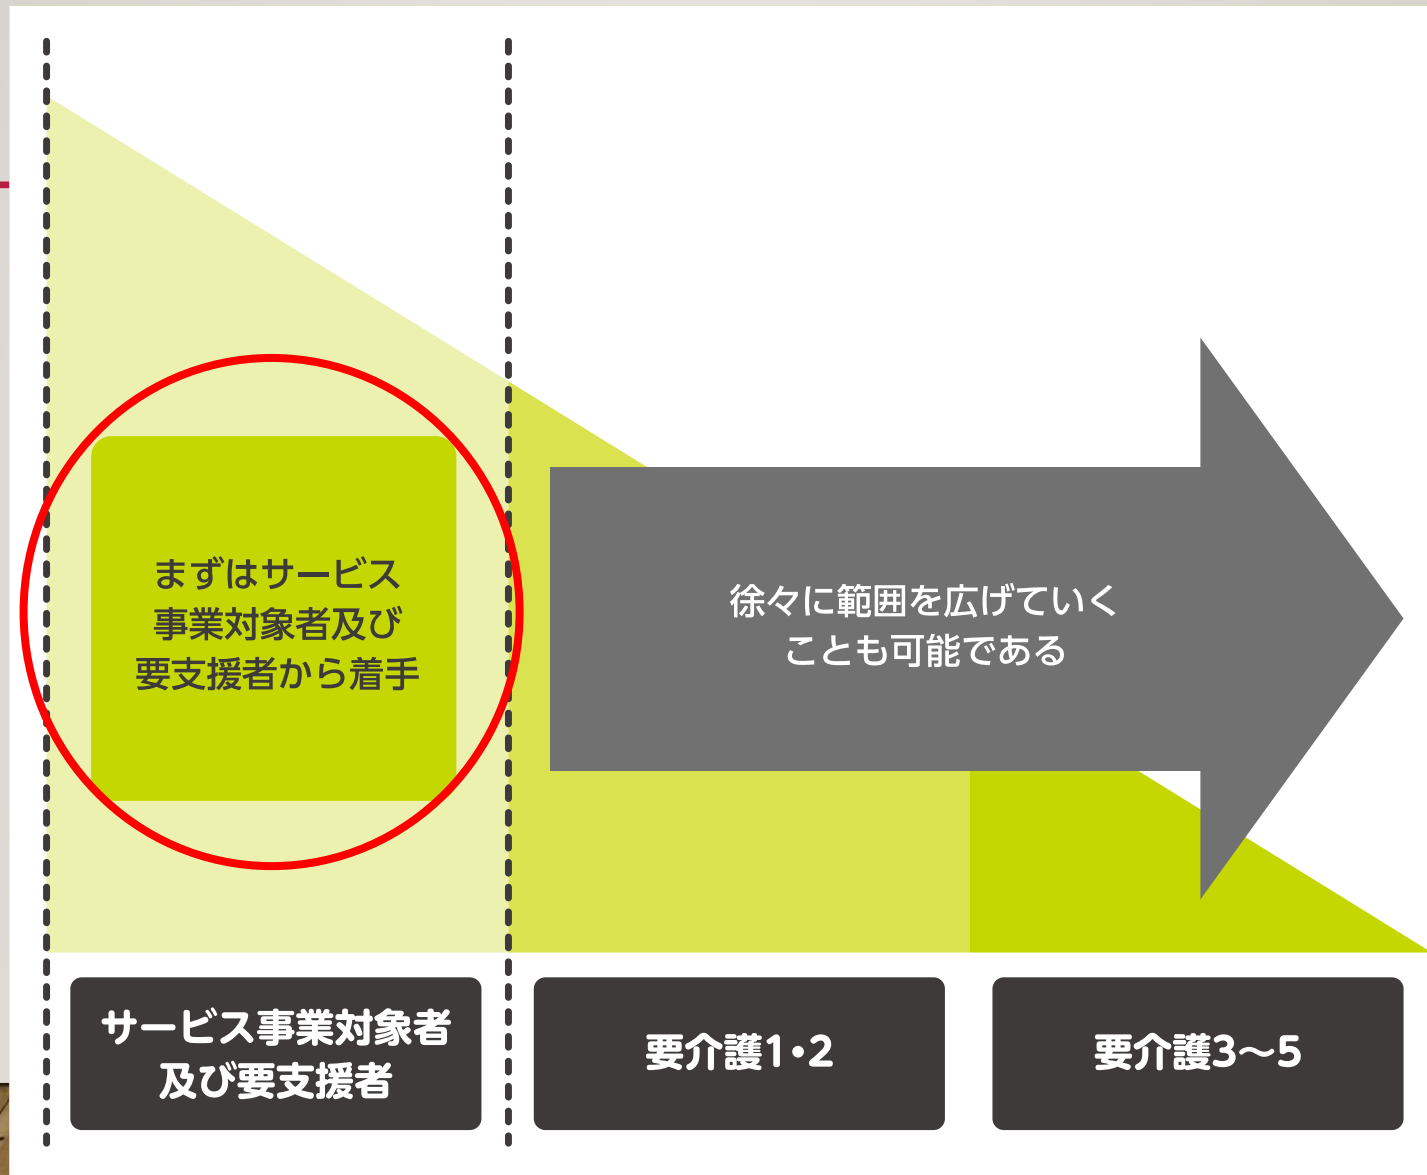 まずはサービス
事業対象者及び
要支援者から着手
徐々に範囲を広げていく
ことも可能である
サービス事業対象者
及び要支援者
要介護1・2
要介護3〜5